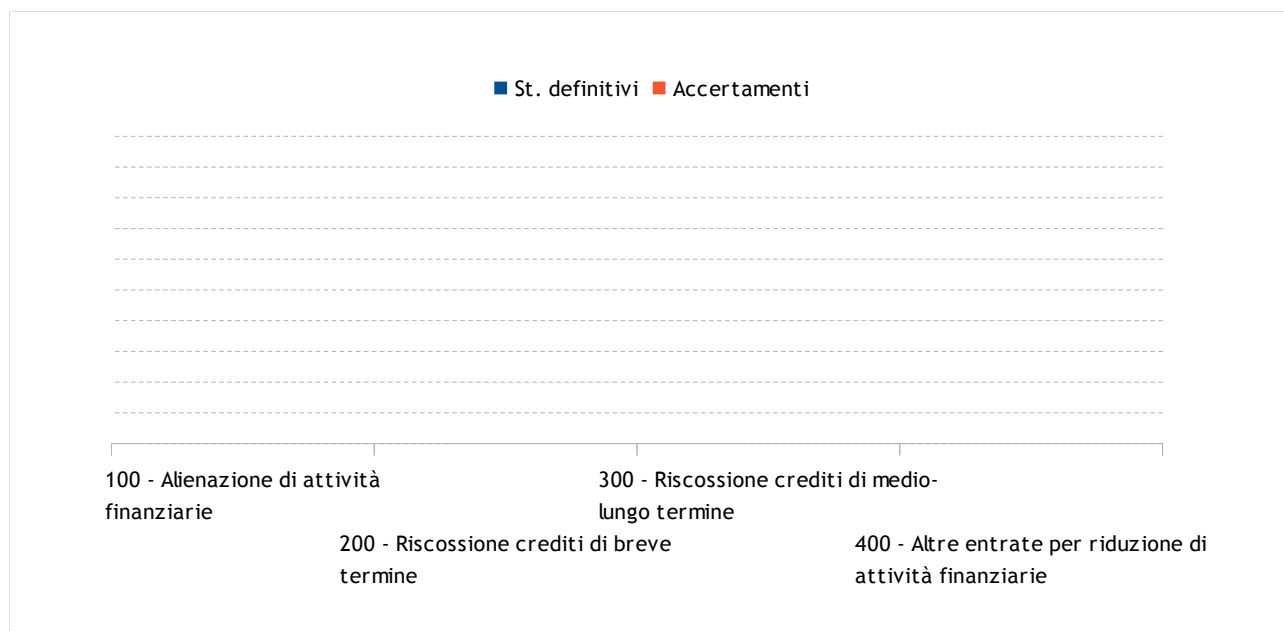 St. definitivi Accertamenti
100 - Alienazione di attività
finanziarie
200 - Riscossione crediti di breve
termine
300 - Riscossione crediti di medio-
lungo termine
400 - Altre entrate per riduzione di
attività finanziarie